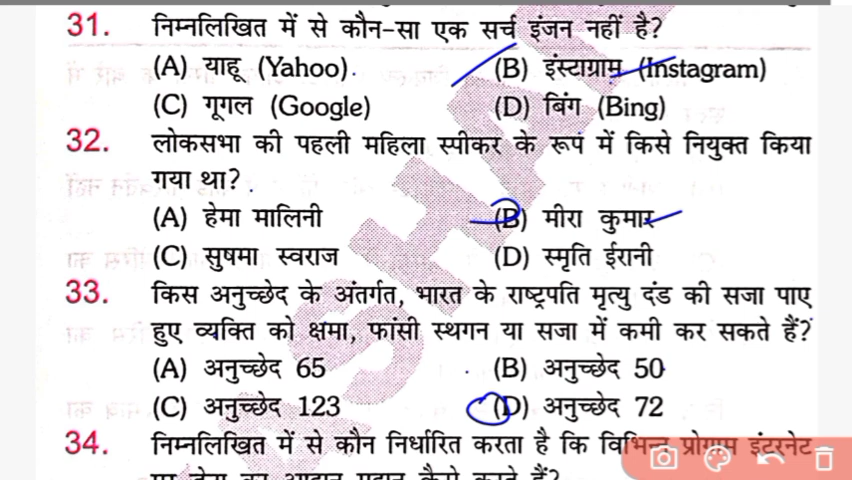 31. निम्नलिखित में से कौन-सा एक सर्च इंजन नहीं है?
(A) याहू (Yahoo) (B) इंस्टाग्राम (Instagram)
(C) गूगल (Google) (D) बिंग (Bing)
32. लोकसभा की पहली महिला स्पीकर के रूप में किसे नियुक्त किया
गया था?
(A) हेमा मालिनी (B) मीरा कुमार
(C) सुषमा स्वराज (D) स्मृति ईरानी
33. किस अनुच्छेद के अंतर्गत, भारत के राष्ट्रपति मृत्यु दंड की सजा पाए
हुए व्यक्ति को क्षमा, फांसी स्थगन या सजा में कमी कर सकते हैं?
(A) अनुच्छेद 65 (B) अनुच्छेद 50
(C) अनुच्छेद 123 (D) अनुच्छेद 72
34. निम्नलिखित में से कौन निर्धारित करता है कि विभिन्न प्रोग्राम इंटरनेट